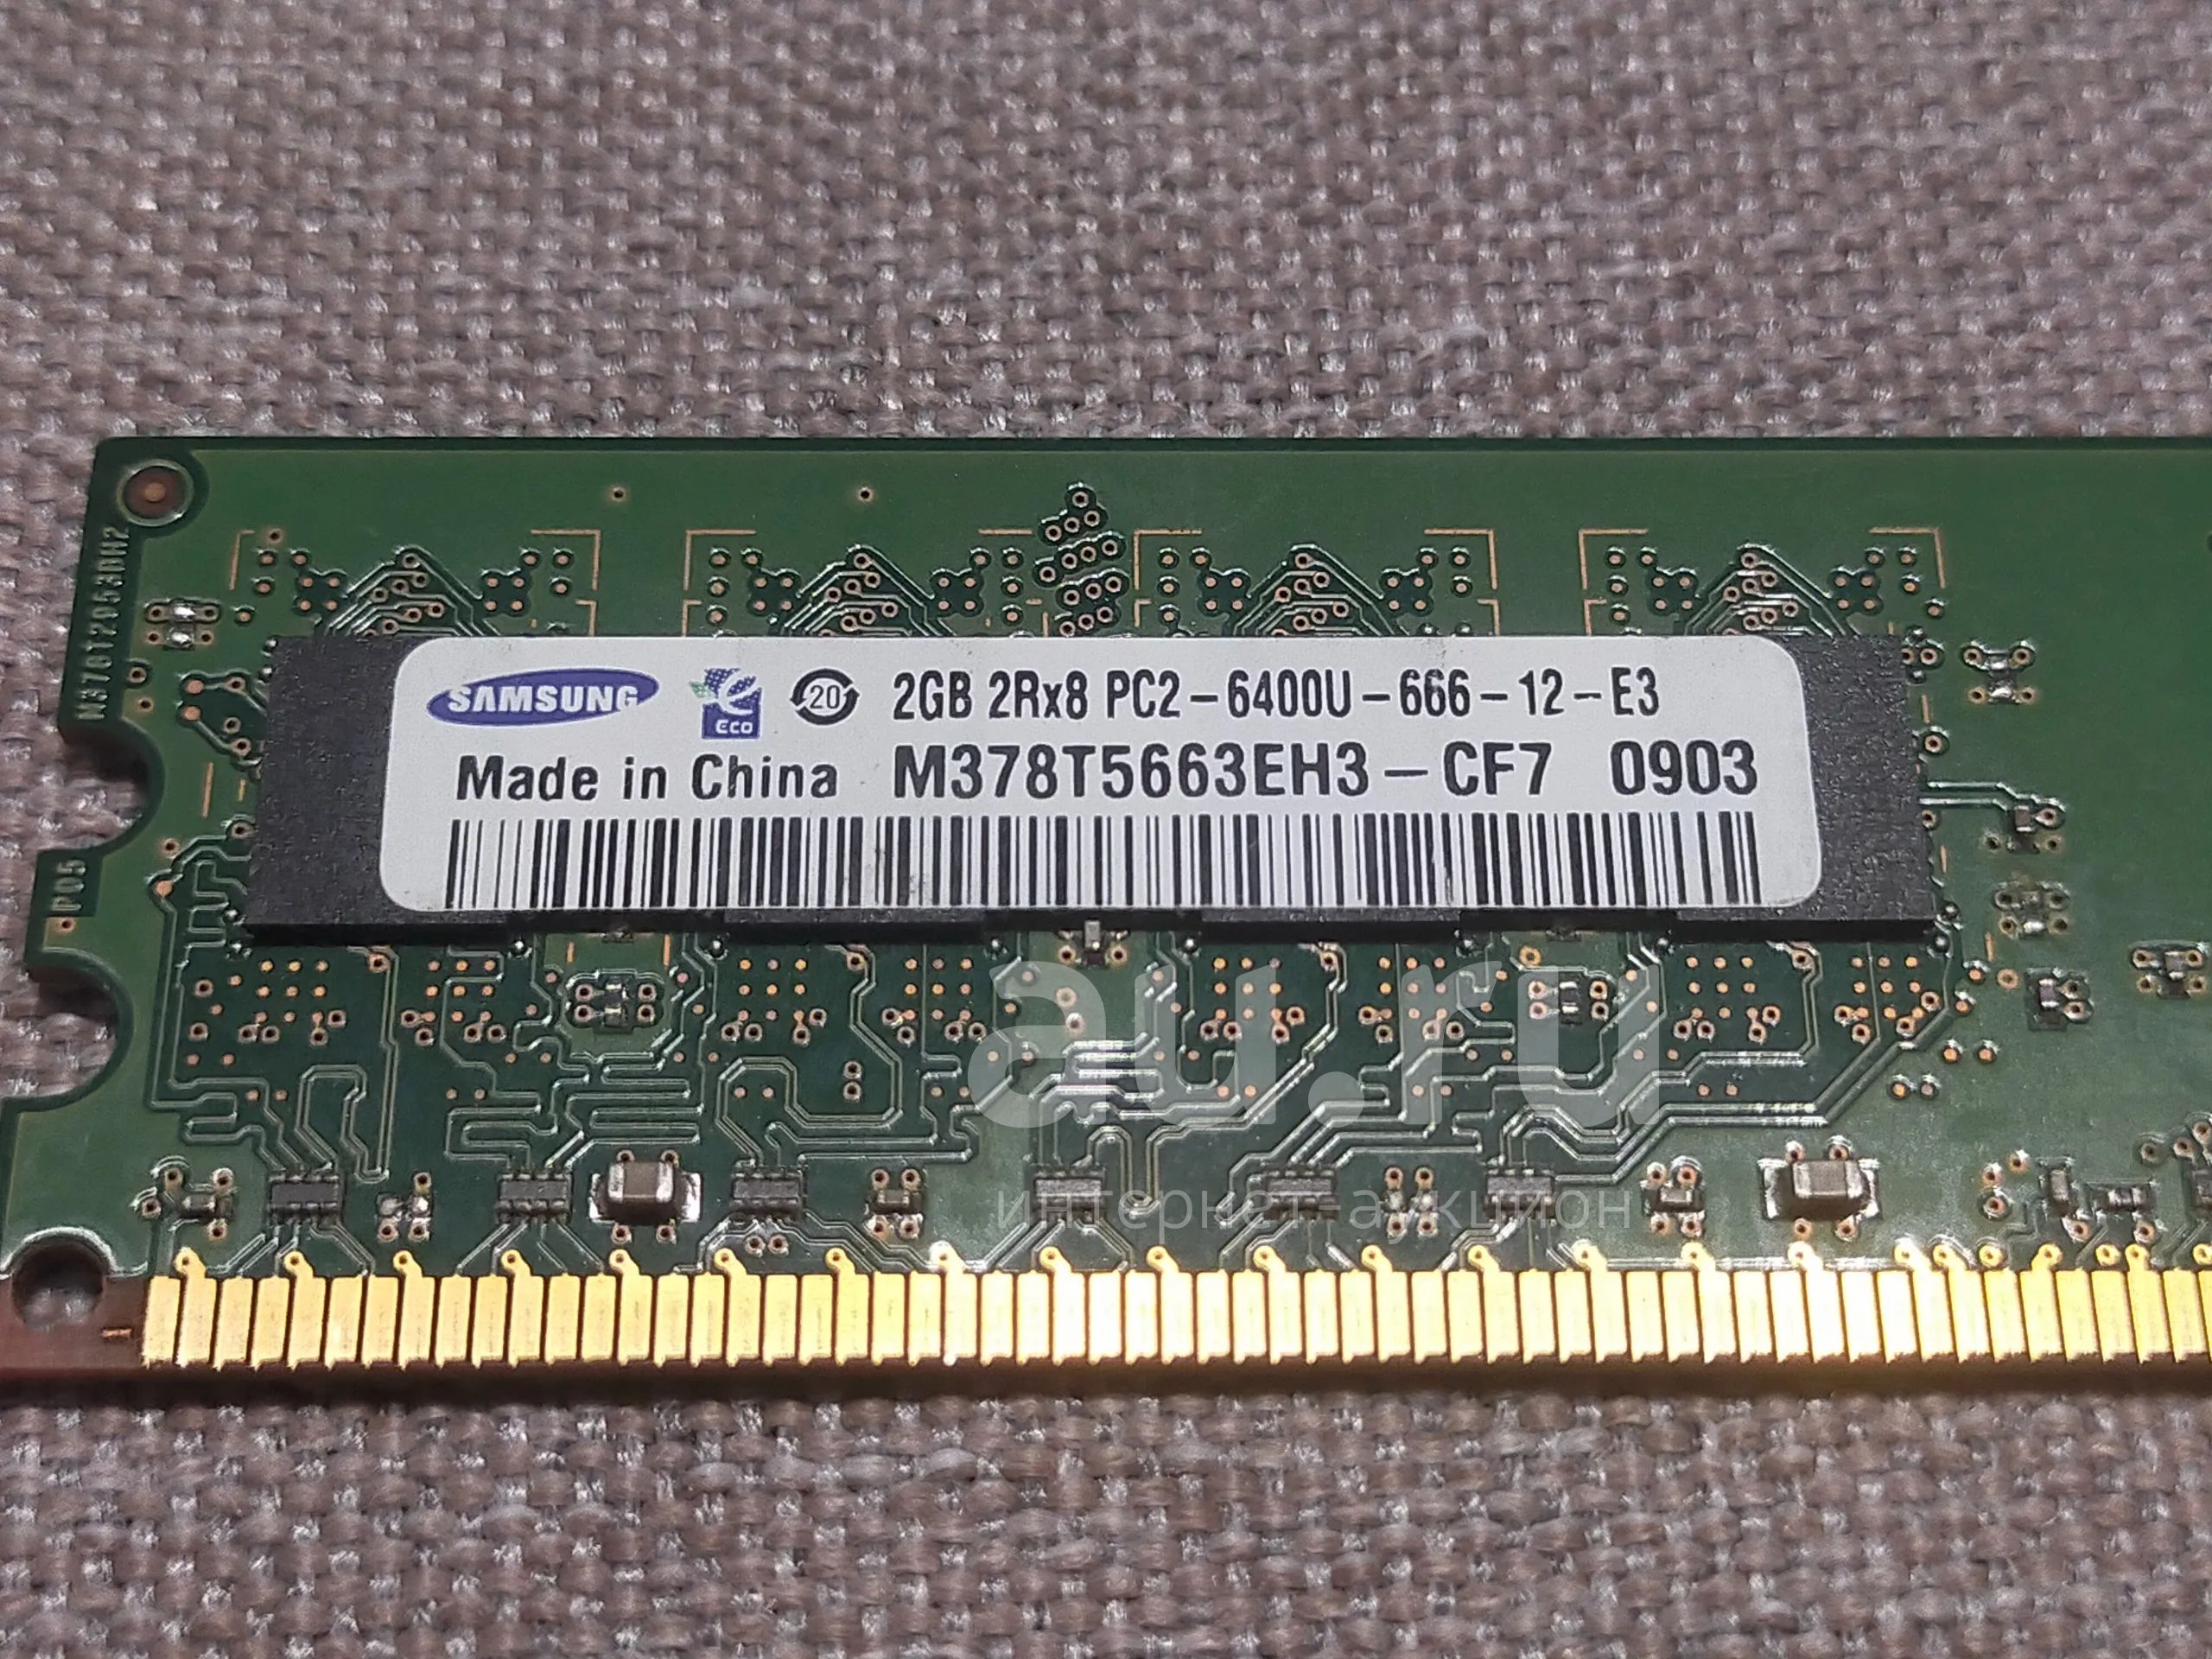 SAMSUNG
e
Eco
20
2GB 2Rx8 PC2-6400U-666-12-E3
Made in China M378T5663EH3-CF7 0903
P05
au.ru
интернет-аукцион